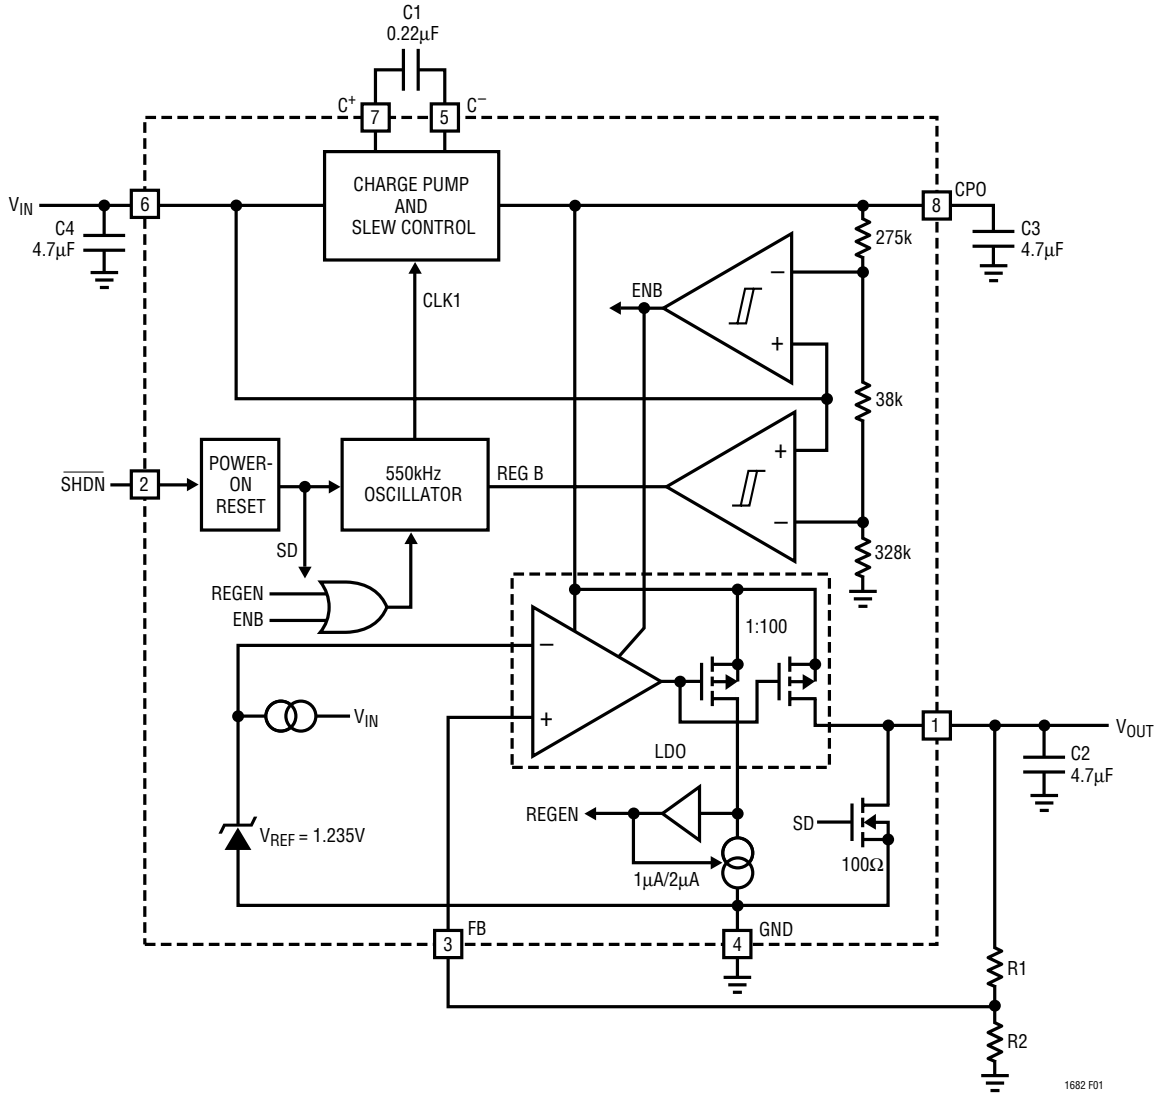 C1
0.22µF
C+
7
5
C−
CHARGE PUMP
AND
SLEW CONTROL
VIN
6
C4
4.7µF
8
CPO
C3
4.7µF
275k
ENB
−
+
CLK1
38k
SHDN
2
POWER-
ON
RESET
550kHz
OSCILLATOR
REG B
+
−
328k
SD
REGEN
ENB
1:100
−
+
VIN
LDO
1
VOUT
C2
4.7µF
REGEN
SD
VREF = 1.235V
1µA/2µA
100Ω
FB
3
4
GND
R1
R2
1682 F01